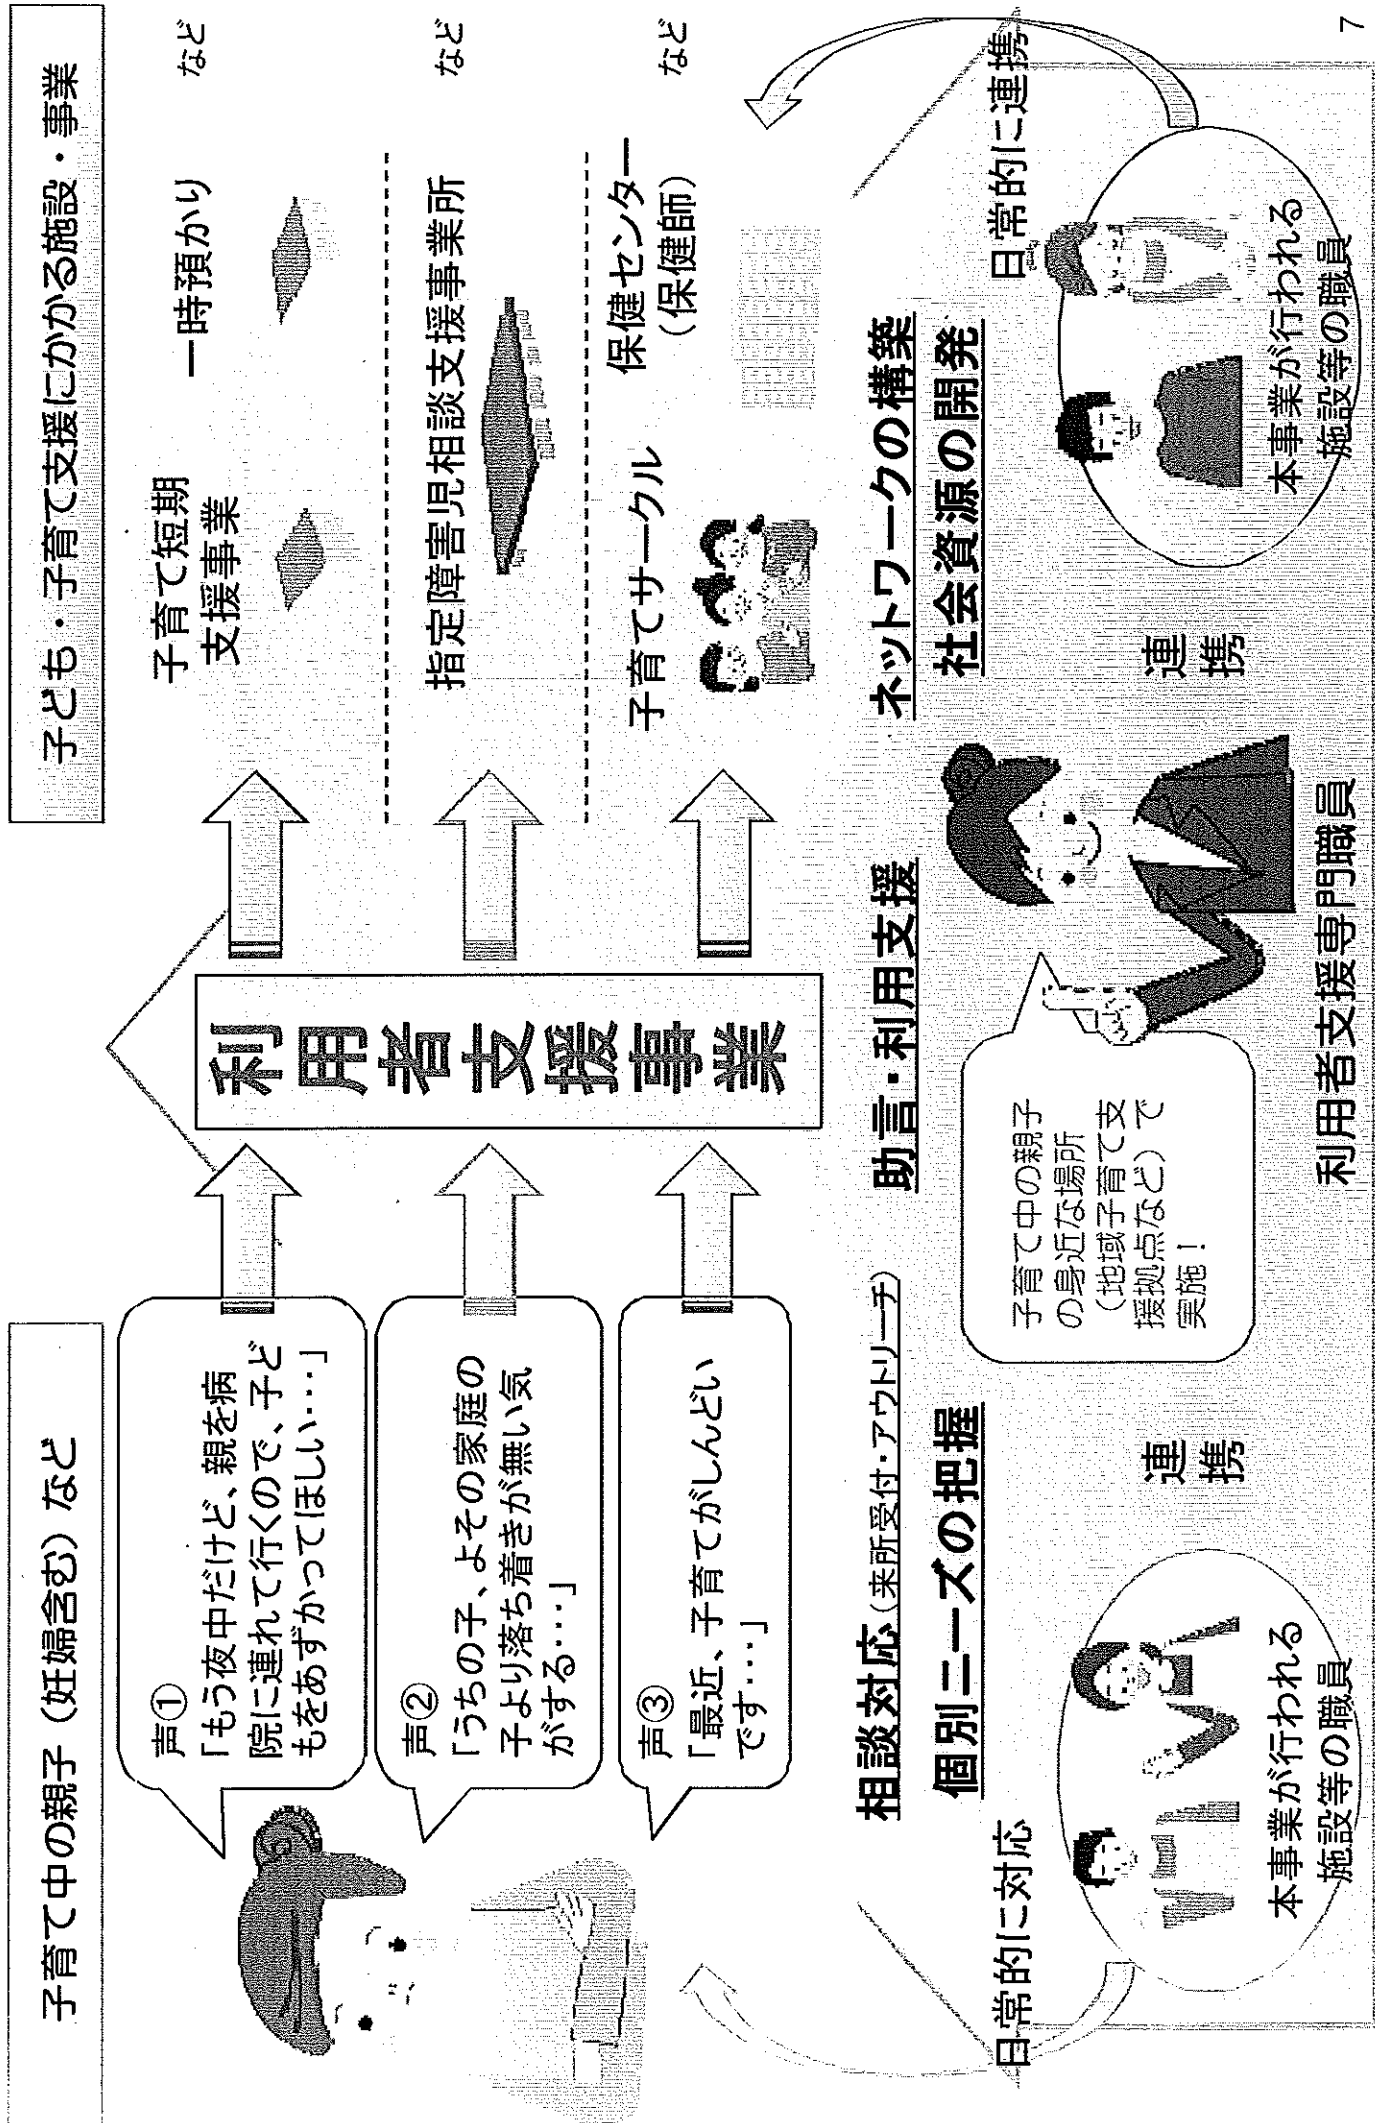 子育て中の親子（妊婦含む）など
声①
「もう夜中だけど、親を病
院に連れて行くので、子ど
もをあずかってほしい・・・」
声②
「うちの子、よその家庭の
子より落ち着きが無い気
がする・・・」
声③
「最近、子育てがしんどい
です・・・」
利用者支援事業
子ども・子育て支援にかかる施設・事業
子育て短期
支援事業
一時預かり
など
指定障害児相談支援事業所
など
子育てサークル
保健センター
（保健師）
など
相談対応（来所受付・アウトリーチ）
個別ニーズの把握
助言・利用支援
ネットワークの構築
社会資源の開発
日常的に対応
本事業が行われる
施設等の職員
連携
子育て中の親子
の身近な場所
（地域子育て支
援拠点など）で
実施！
利用者支援専門職員
連携
日常的に連携
本事業が行われる
施設等の職員
7